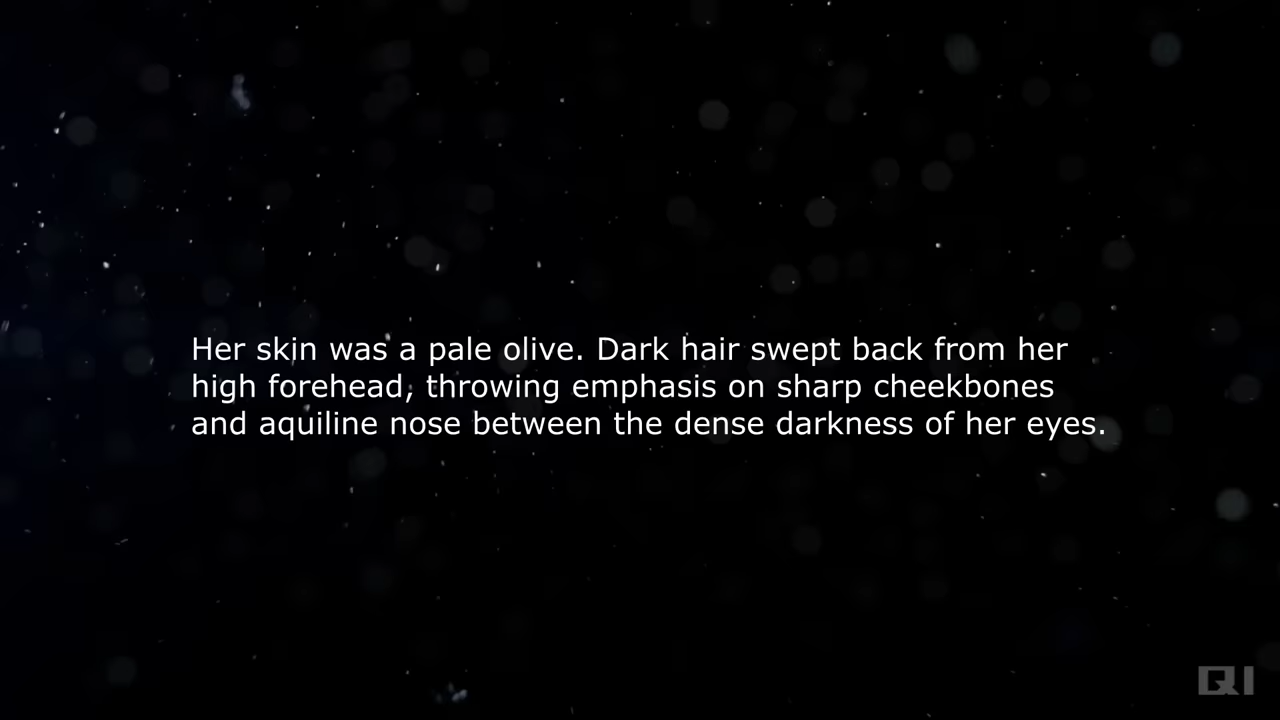 Her skin was a pale olive. Dark hair swept back from her
high forehead, throwing emphasis on sharp cheekbones
and aquiline nose between the dense darkness of her eyes.
QI